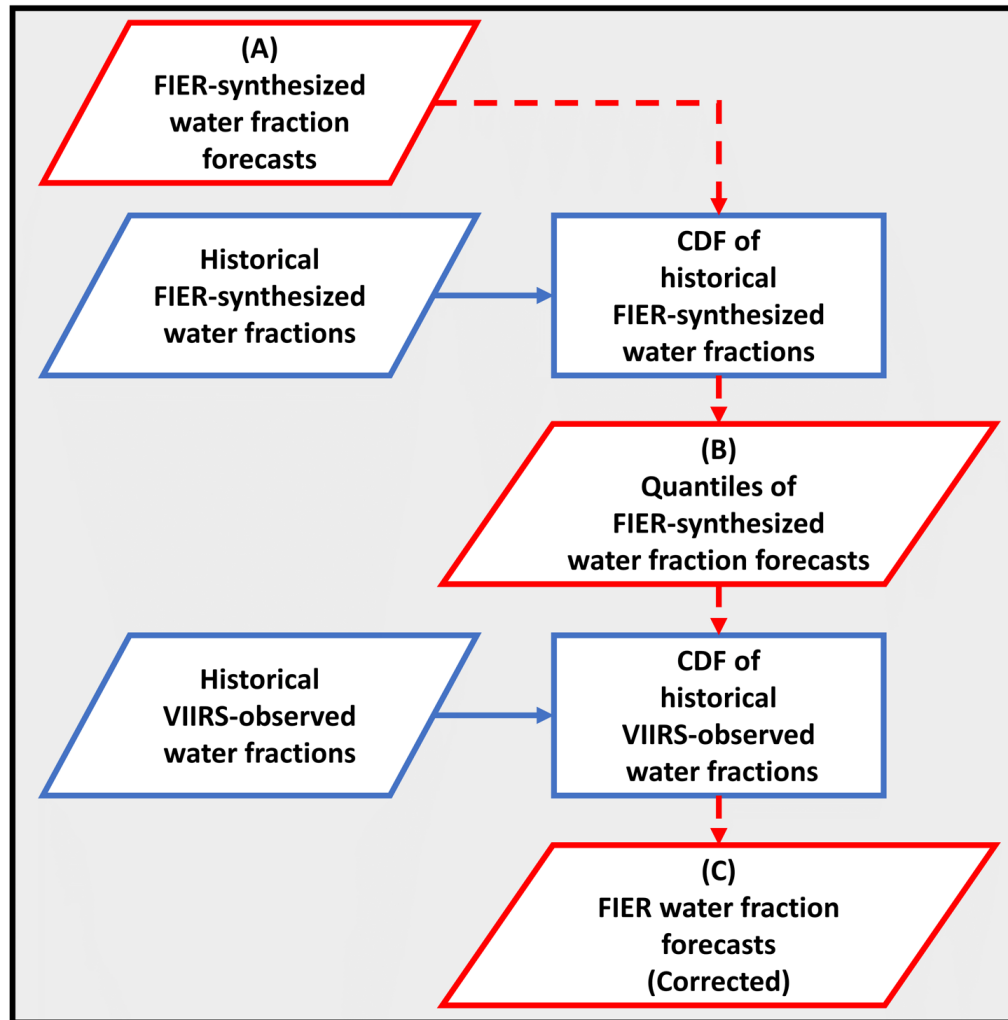 (A)
FIER-synthesized
water fraction
forecasts
Historical
FIER-synthesized
water fractions
CDF of
historical
FIER-synthesized
water fractions
(B)
Quantiles of
FIER-synthesized
water fraction forecasts
Historical
VIIRS-observed
water fractions
CDF of
historical
VIIRS-observed
water fractions
(C)
FIER water fraction
forecasts
(Corrected)